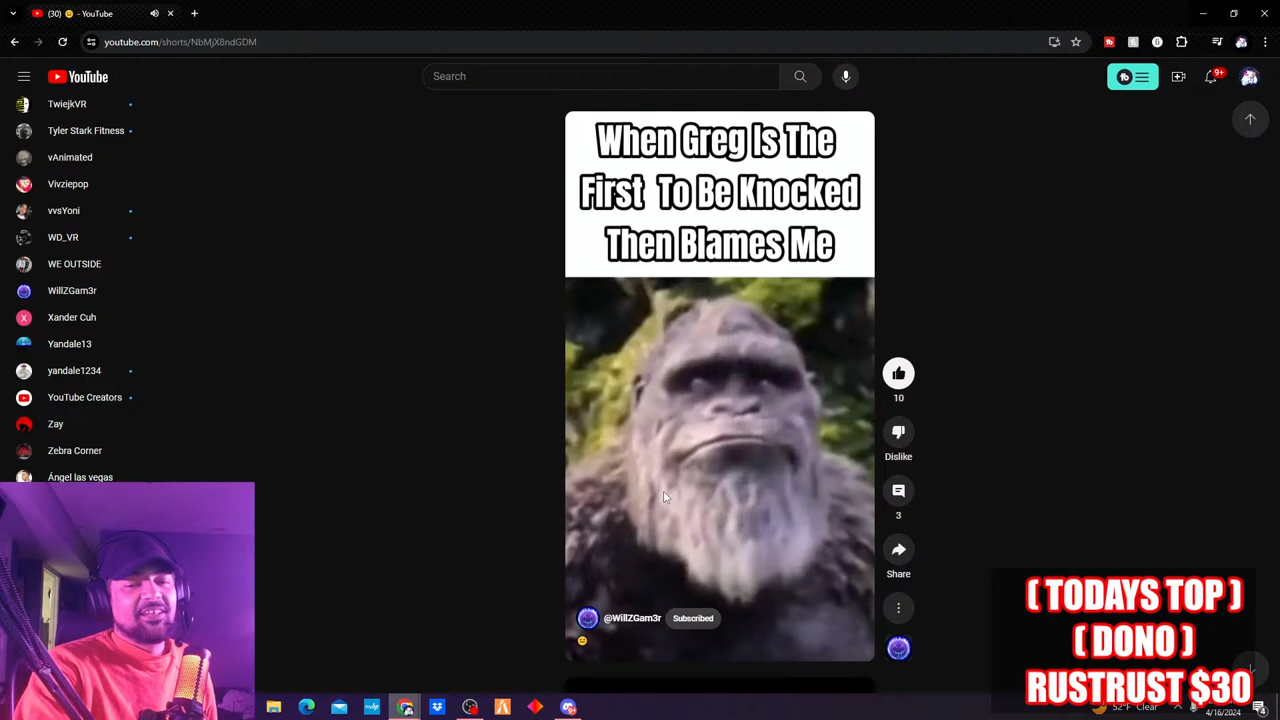 (30) 😀 - YouTube
youtube.com/shorts/NbMjX8ndGDM
YouTube
Search
9+
TwiejkVR
Tyler Stark Fitness
vAnimated
Vivziepop
vvsYoni
WD_VR
WE OUTSIDE
WillZGam3r
Xander Cuh
Yandale13
yandale1234
YouTube Creators
Zay
Zebra Corner
Ángel las vegas
When Greg Is The
First To Be Knocked
Then Blames Me
10
Dislike
3
Share
@WillZGam3r Subscribed
😀
( TODAYS TOP )
( DONO )
RUSTRUST $30
52°F Clear
4/16/2024
4